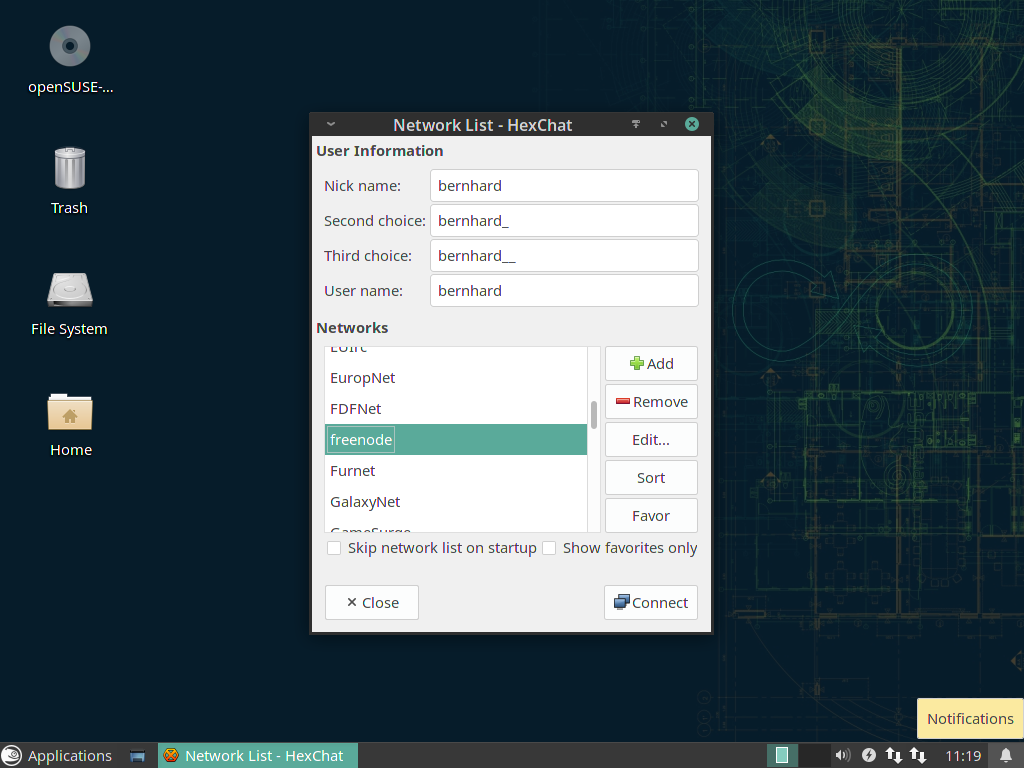 openSUSE-...
Trash
File System
Home
Network List - HexChat
User Information
Nick name: bernhard
Second choice: bernhard_
Third choice: bernhard__
User name: bernhard
Networks
EUIrc
EuropNet
FDFNet
freenode
Furnet
GalaxyNet
GameSurge
Add
Remove
Edit...
Sort
Favor
Skip network list on startup
Show favorites only
Close
Connect
Notifications
Applications
Network List - HexChat
11:19